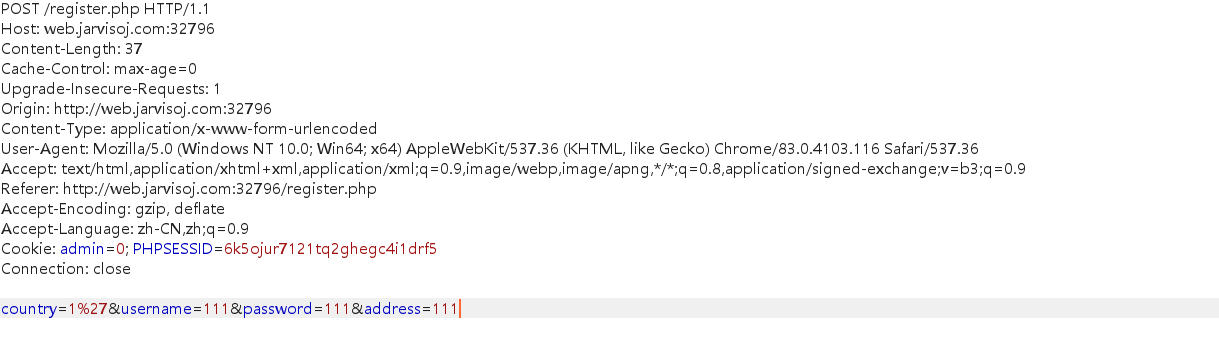 POST /register.php HTTP/1.1
Host: web.jarvisoj.com:32796
Content-Length: 37
Cache-Control: max-age=0
Upgrade-Insecure-Requests: 1
Origin: http://web.jarvisoj.com:32796
Content-Type: application/x-www-form-urlencoded
User-Agent: Mozilla/5.0 (Windows NT 10.0; Win64; x64) AppleWebKit/537.36 (KHTML, like Gecko) Chrome/83.0.4103.116 Safari/537.36
Accept: text/html,application/xhtml+xml,application/xml;q=0.9,image/webp,image/apng,*/*;q=0.8,application/signed-exchange;v=b3;q=0.9
Referer: http://web.jarvisoj.com:32796/register.php
Accept-Encoding: gzip, deflate
Accept-Language: zh-CN,zh;q=0.9
Cookie: admin=0; PHPSESSID=6k5ojur7121tq2ghegc4i1drf5
Connection: close
country=1%27&username=111&password=111&address=111